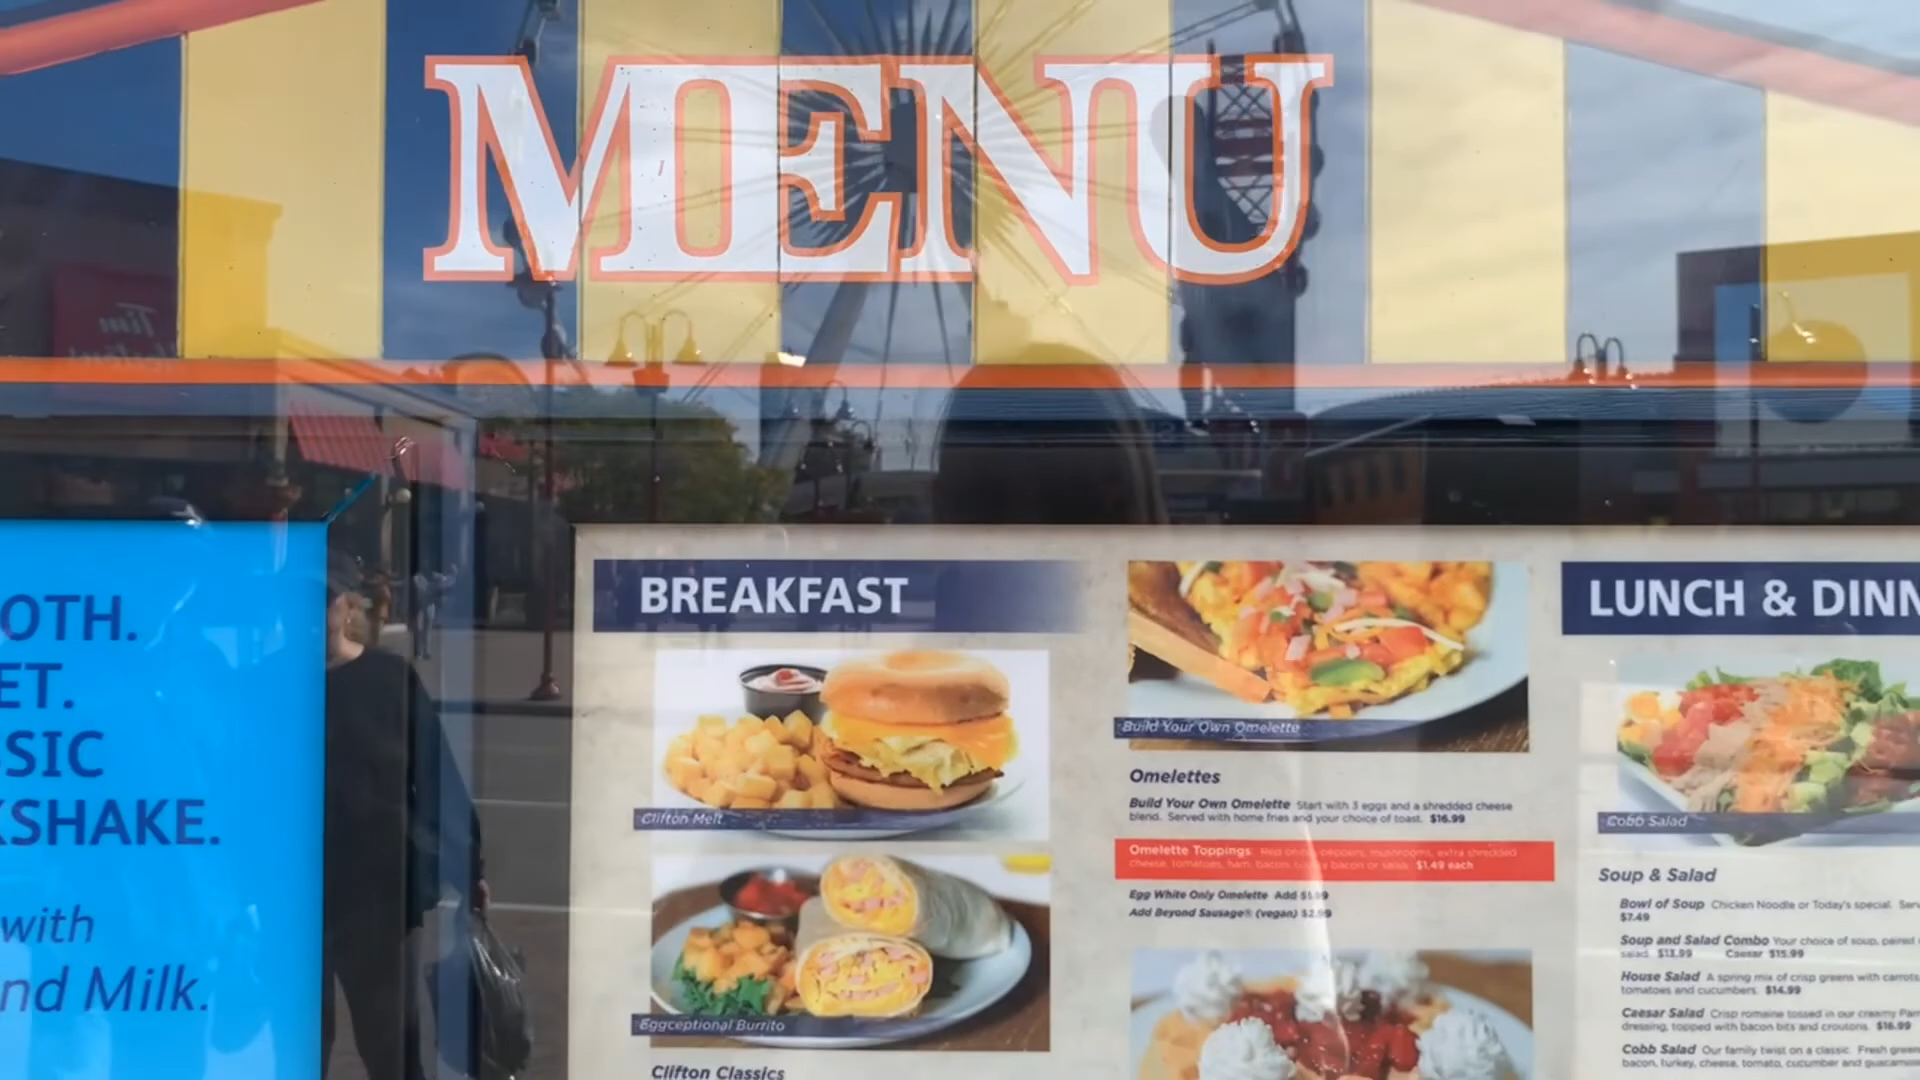 MENU
OTH.
ET.
SSIC
KSHAKE.
with
nd Milk.
BREAKFAST
Clifton Melt
Eggceptional Burrito
Clifton Classics
Build Your Own Omelette
Omelettes
Build Your Own Omelette Start with 3 eggs and a shredded cheese
blend. Served with home fries and your choice of toast. $16.99
Omelette Toppings: Red onion, peppers, mushrooms, extra shredded
cheese, tomatoes, ham, bacon, bacon or salsa. $1.49 each
Egg White Only Omelette Add
Add Beyond Sausage® (vegan) $2.99
LUNCH & DINN
Cobb Salad
Soup & Salad
Bowl of Soup Chicken Noodle or Today's special. Serv
$7.49
Soup and Salad Combo Your choice of soup, paired
salad. $13.99 Caesar $15.99
House Salad A spring mix of crisp greens with carrots,
tomatoes and cucumbers. $14.99
Caesar Salad Crisp romaine tossed in our creamy Par
dressing, topped with bacon bits and croutons. $16.99
Cobb Salad Our family twist on a classic. Fresh green
bacon, turkey, cheese, tomato, cucumber and guacamo